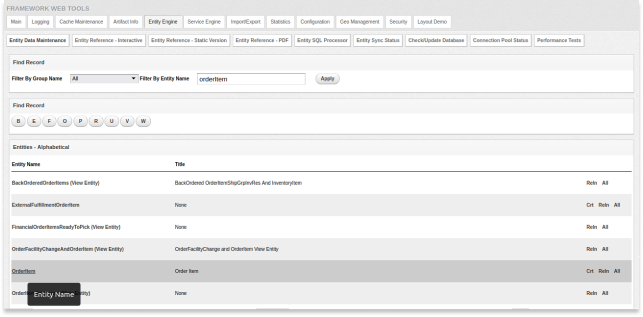 FRAMEWORK WEB TOOLS
Main Logging Cache Maintenance Artifact Info Entity Engine Service Engine Import/Export Statistics Configuration Geo Management Security Layout Demo
Entity Data Maintenance Entity Reference - Interactive Entity Reference - Static Version Entity Reference - PDF Entity SQL Processor Entity Sync Status Check/Update Database Connection Pool Status Performance Tests
Find Record
Filter By Group Name All Filter By Entity Name orderItem Apply
Find Record
B E F O P R U V W
Entities - Alphabetical
Entity Name Title
BackOrderedOrderItems (View Entity) BackOrdered OrderItemShipGrpInvRes And InventoryItem Reln All
ExternalFulfillmentOrderItem None Crt Reln All
FinancialOrderItemsReadyToPick (View Entity) None Reln All
OrderFacilityChangeAndOrderItem (View Entity) OrderFacilityChange and OrderItem View Entity Reln All
OrderItem Order Item Crt Reln All
Entity Name None Reln All